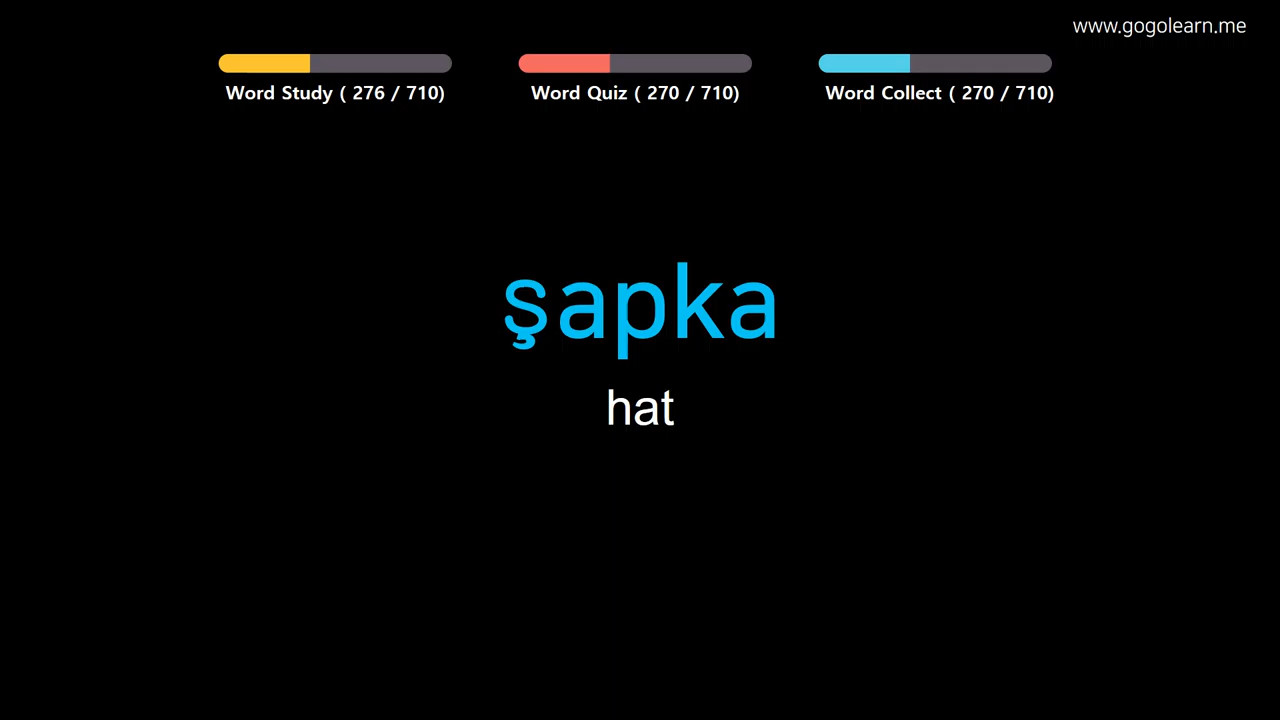 www.gogolearn.me
Word Study ( 276 / 710)
Word Quiz ( 270 / 710)
Word Collect ( 270 / 710)
şapka
hat